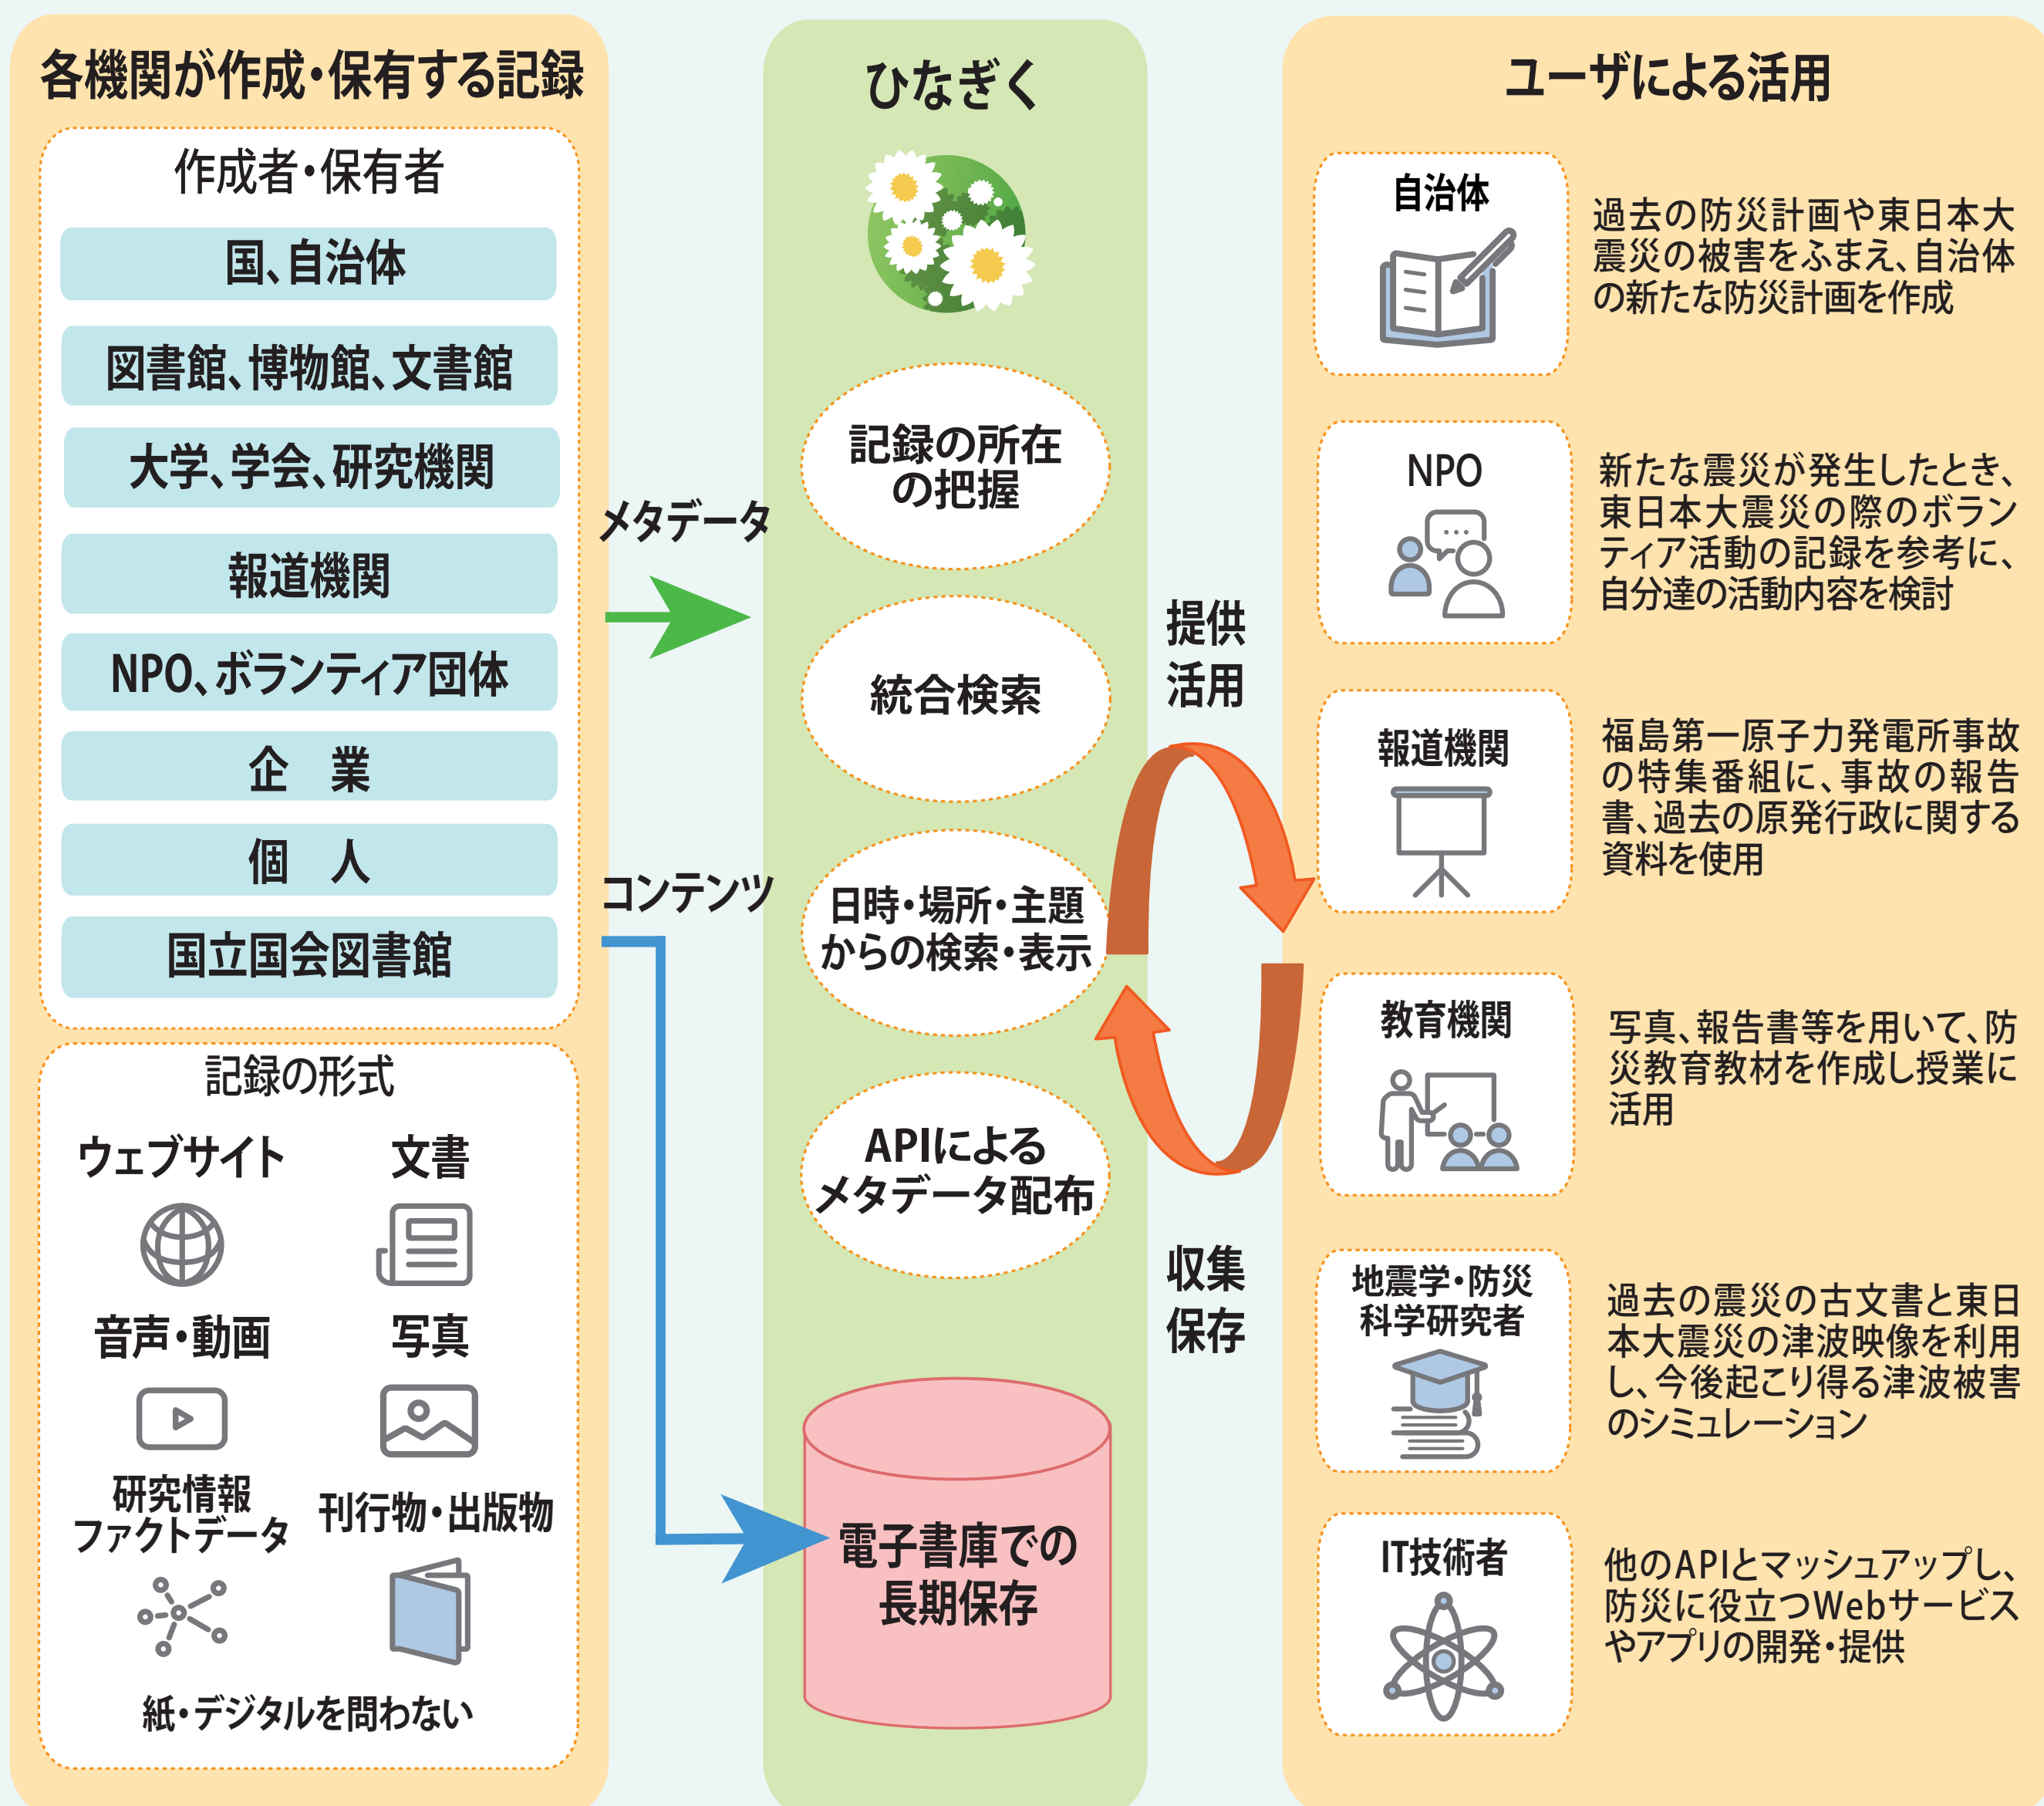 各機関が作成・保有する記録
作成者・保有者
国、自治体
図書館、博物館、文書館
大学、学会、研究機関
報道機関
NPO、ボランティア団体
企　業
個　人
国立国会図書館
記録の形式
ウェブサイト
文書
音声・動画
写真
研究情報
ファクトデータ
刊行物・出版物
紙・デジタルを問わない
メタデータ
コンテンツ
ひなぎく
記録の所在
の把握
統合検索
日時・場所・主題
からの検索・表示
APIによる
メタデータ配布
電子書庫での
長期保存
提供
活用
収集
保存
ユーザによる活用
自治体
過去の防災計画や東日本大
震災の被害をふまえ、自治体
の新たな防災計画を作成
NPO
新たな震災が発生したとき、
東日本大震災の際のボラン
ティア活動の記録を参考に、
自分達の活動内容を検討
報道機関
福島第一原子力発電所事故
の特集番組に、事故の報告
書、過去の原発行政に関する
資料を使用
教育機関
写真、報告書等を用いて、防
災教育教材を作成し授業に
活用
地震学・防災
科学研究者
過去の震災の古文書と東日
本大震災の津波映像を利用
し、今後起こり得る津波被害
のシミュレーション
IT技術者
他のAPIとマッシュアップし、
防災に役立つWebサービス
やアプリの開発・提供